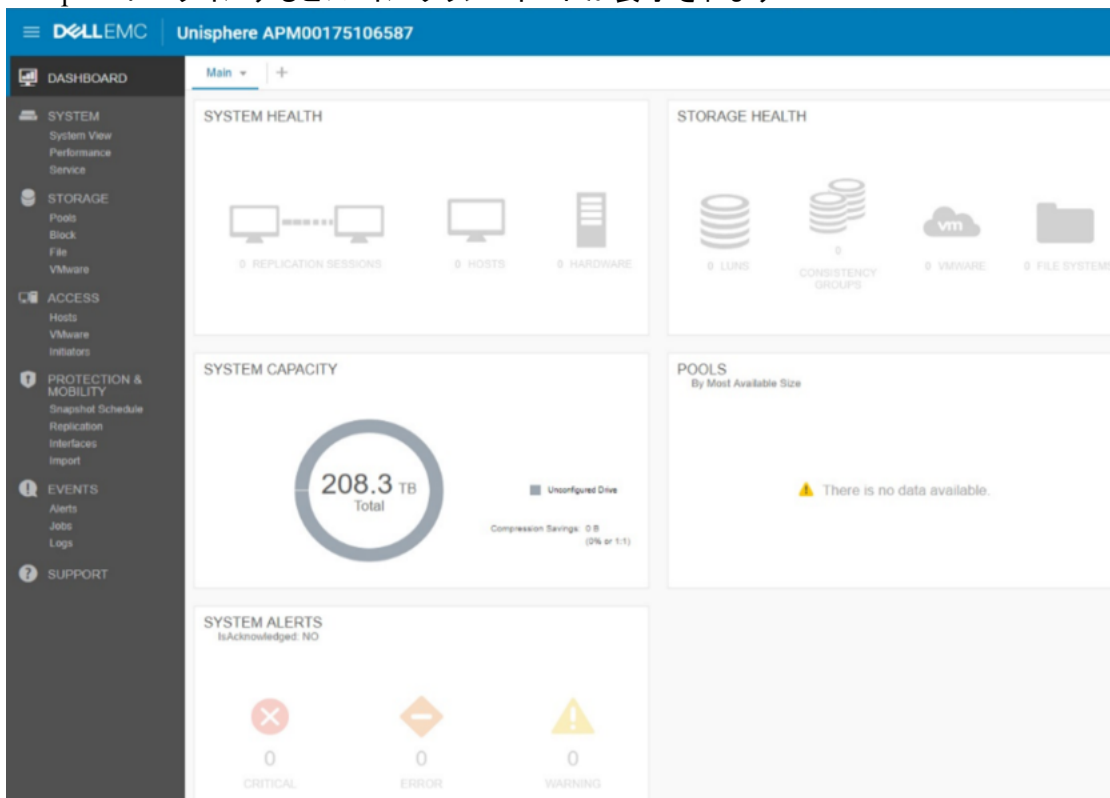 DELLEMC Unisphere APM00175106587
DASHBOARD
SYSTEM
System View
Performance
Service
STORAGE
Pools
Block
File
VMware
ACCESS
Hosts
VMware
Initiators
PROTECTION &
MOBILITY
Snapshot Schedule
Replication
Interfaces
Import
EVENTS
Alerts
Jobs
Logs
SUPPORT
Main +
SYSTEM HEALTH
0 REPLICATION SESSIONS
0 HOSTS
0 HARDWARE
STORAGE HEALTH
0 LUNS
0
CONSISTENCY
GROUPS
vm
0 VMWARE
0 FILE SYSTEMS
SYSTEM CAPACITY
208.3 TB
Total
Unconfigured Drive
Compression Savings: 0 B
(0% or 1:1)
POOLS
By Most Available Size
There is no data available.
SYSTEM ALERTS
IsAcknowledged: NO
0
CRITICAL
0
ERROR
0
WARNING